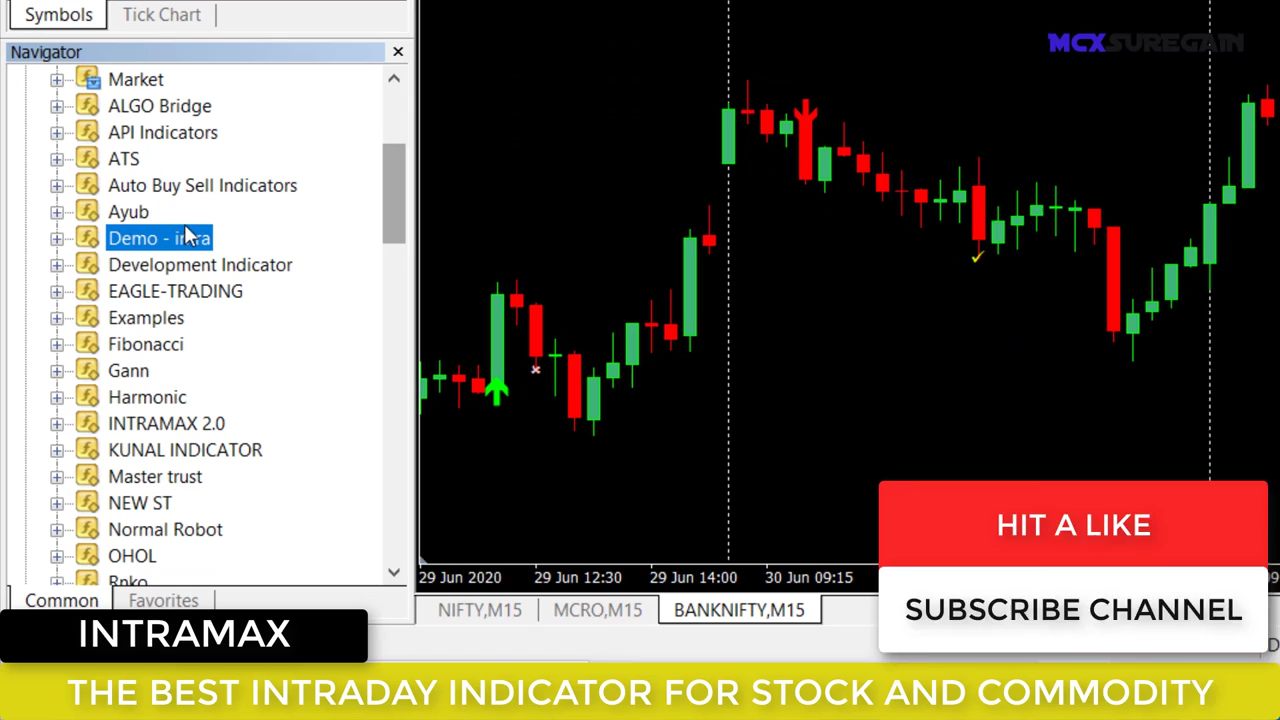 Symbols
Tick Chart
MCXSUREGAIN
Navigator
Market
ALGO Bridge
API Indicators
ATS
Auto Buy Sell Indicators
Ayub
Demo - intra
Development Indicator
EAGLE-TRADING
Examples
Fibonacci
Gann
Harmonic
INTRAMAX 2.0
KUNAL INDICATOR
Master trust
NEW ST
Normal Robot
OHOL
Rnko
Common
Favorites
29 Jun 2020
29 Jun 12:30
29 Jun 14:00
30 Jun 09:15
NIFTY,M15
MCRO,M15
BANKNIFTY,M15
HIT A LIKE
SUBSCRIBE CHANNEL
INTRAMAX
THE BEST INTRADAY INDICATOR FOR STOCK AND COMMODITY